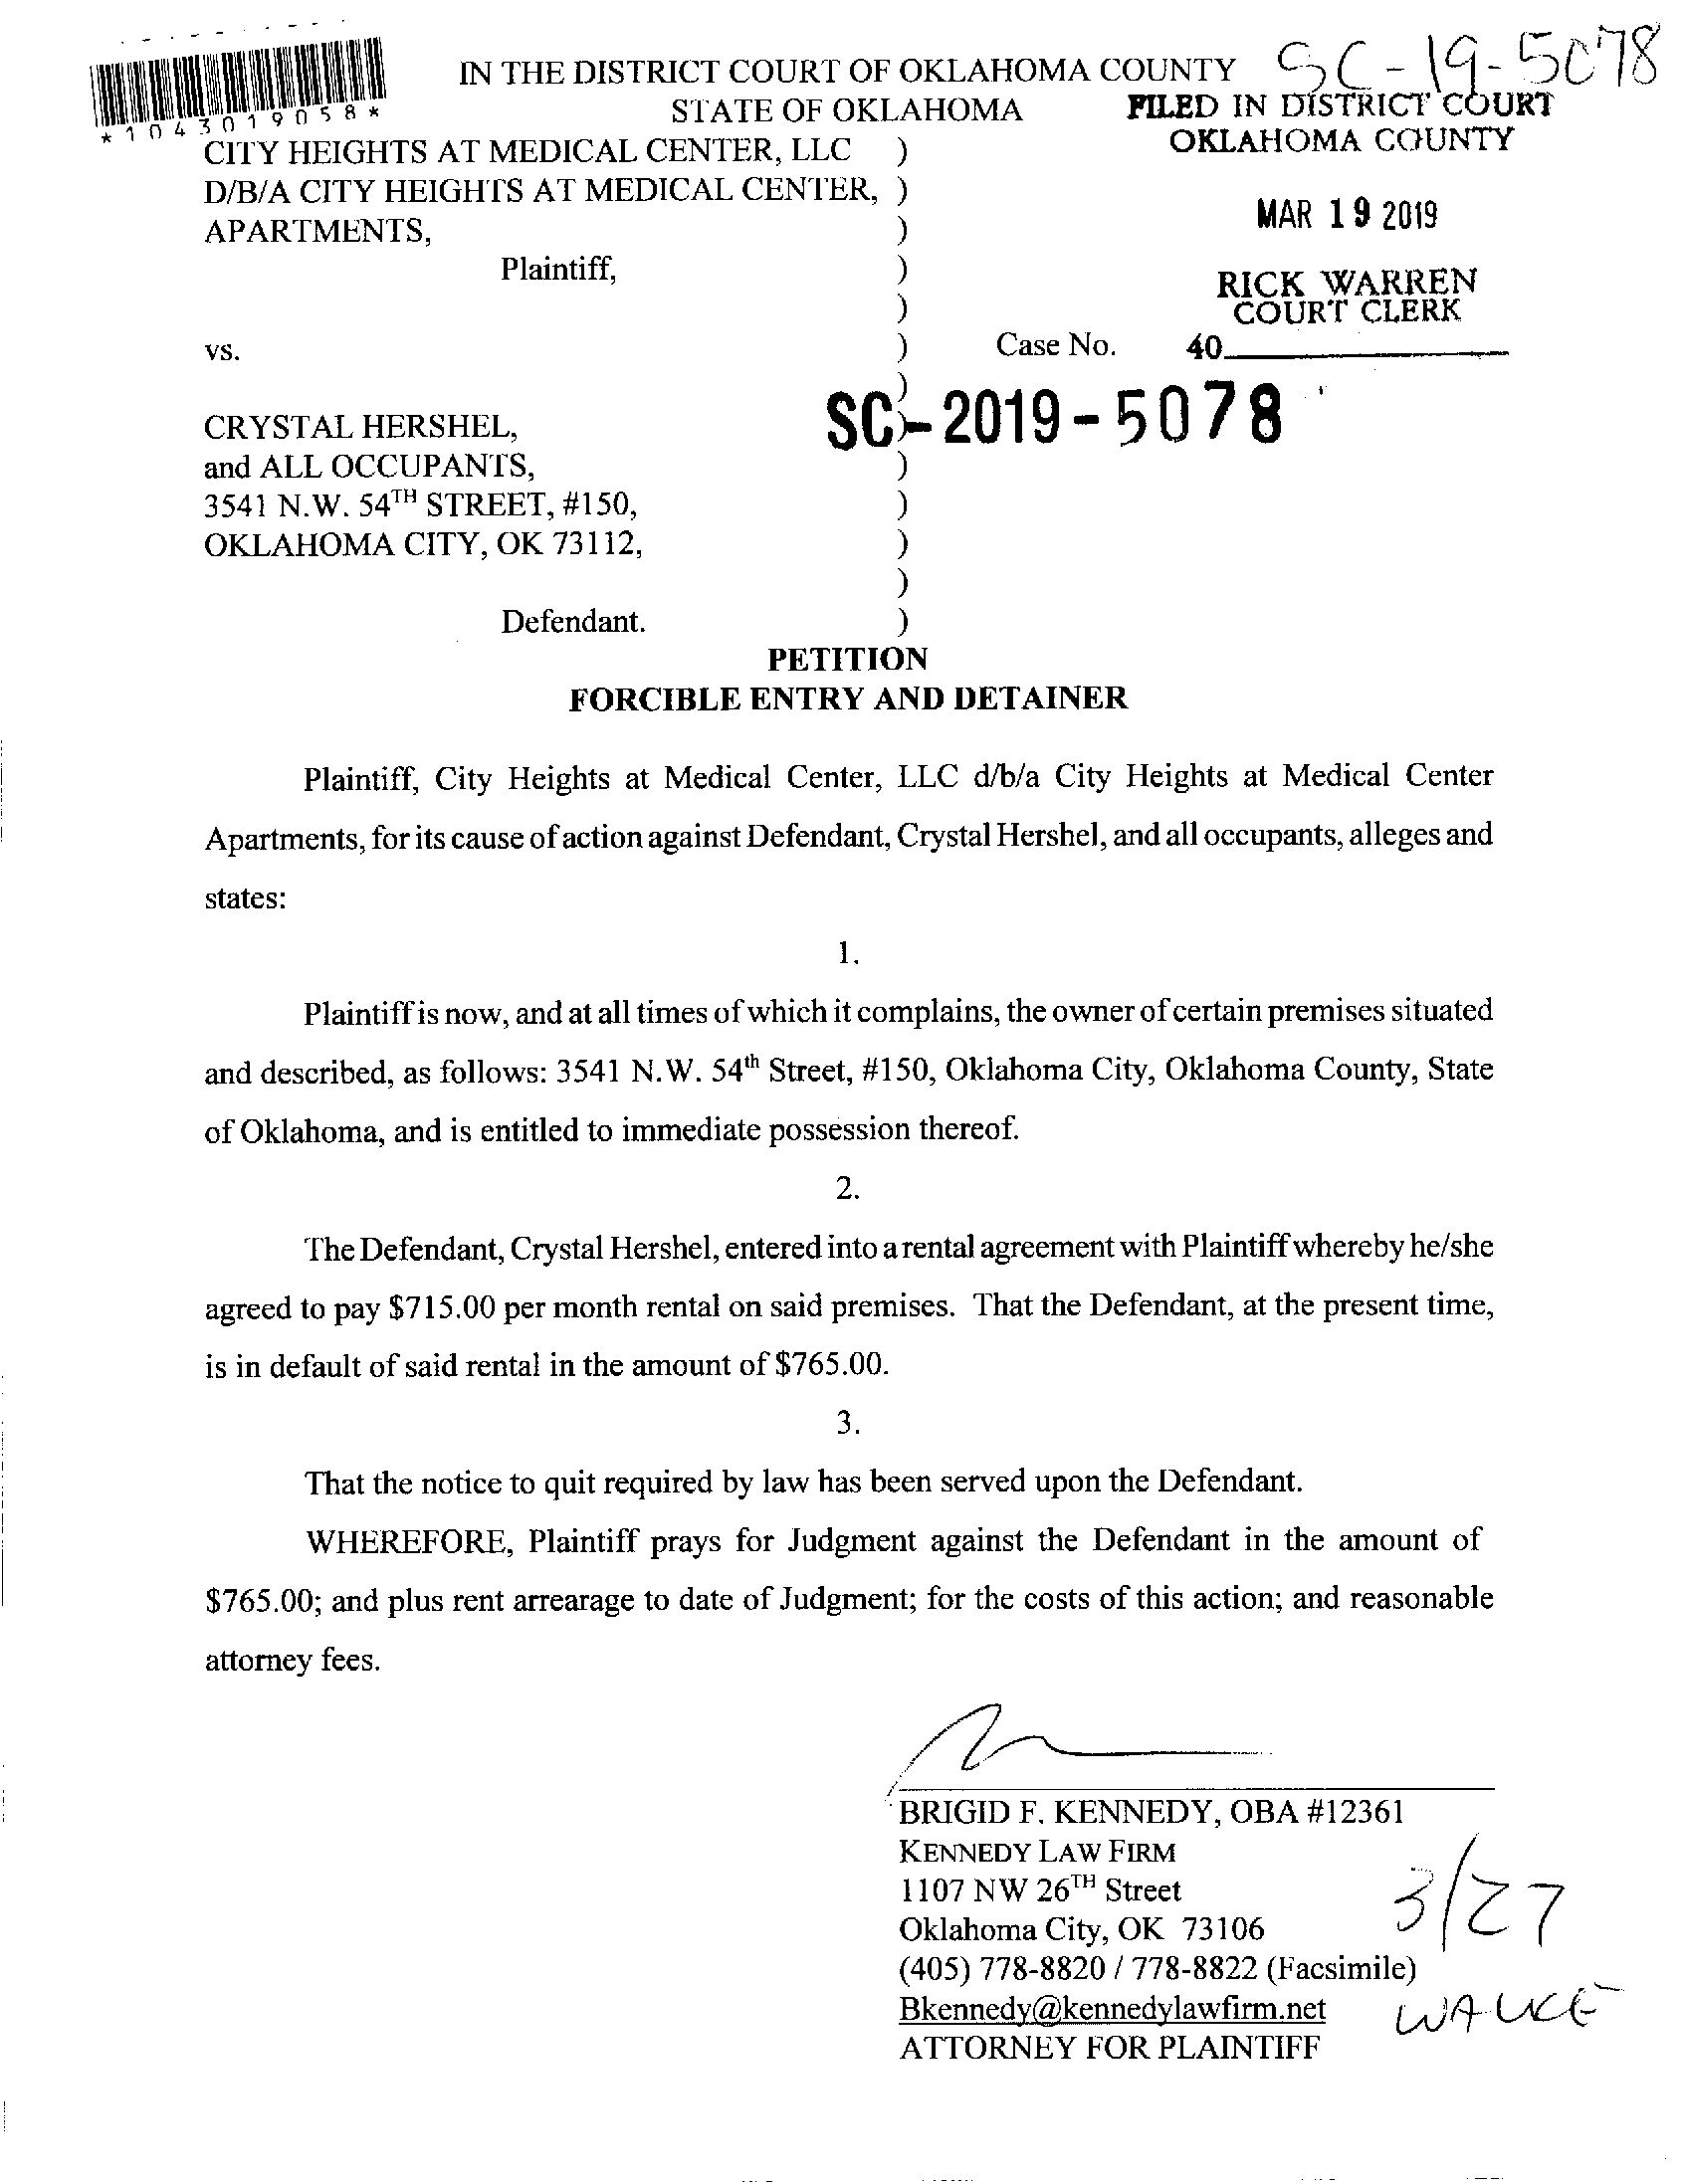 SC-19-5078
IN THE DISTRICT COURT OF OKLAHOMA COUNTY
STATE OF OKLAHOMA
FILED IN DISTRICT COURT
OKLAHOMA COUNTY
*1043019058*
MAR 19 2019
RICK WARREN
COURT CLERK
40
CITY HEIGHTS AT MEDICAL CENTER, LLC )
D/B/A CITY HEIGHTS AT MEDICAL CENTER, )
APARTMENTS, )
Plaintiff, )
)
vs. ) Case No.
)
SC-2019-5078
CRYSTAL HERSHEL, )
and ALL OCCUPANTS, )
3541 N.W. 54TH STREET, #150, )
OKLAHOMA CITY, OK 73112, )
)
Defendant. )
PETITION
FORCIBLE ENTRY AND DETAINER
Plaintiff, City Heights at Medical Center, LLC d/b/a City Heights at Medical Center
Apartments, for its cause of action against Defendant, Crystal Hershel, and all occupants, alleges and
states:
1.
Plaintiff is now, and at all times of which it complains, the owner of certain premises situated
and described, as follows: 3541 N.W. 54th Street, #150, Oklahoma City, Oklahoma County, State
of Oklahoma, and is entitled to immediate possession thereof.
2.
The Defendant, Crystal Hershel, entered into a rental agreement with Plaintiff whereby he/she
agreed to pay $715.00 per month rental on said premises. That the Defendant, at the present time,
is in default of said rental in the amount of $765.00.
3.
That the notice to quit required by law has been served upon the Defendant.
WHEREFORE, Plaintiff prays for Judgment against the Defendant in the amount of
$765.00; and plus rent arrearage to date of Judgment; for the costs of this action; and reasonable
attorney fees.
BRIGID F. KENNEDY, OBA #12361
KENNEDY LAW FIRM
1107 NW 26TH Street
Oklahoma City, OK 73106
(405) 778-8820 / 778-8822 (Facsimile)
Bkennedy@kennedylawfirm.net
ATTORNEY FOR PLAINTIFF
3/27